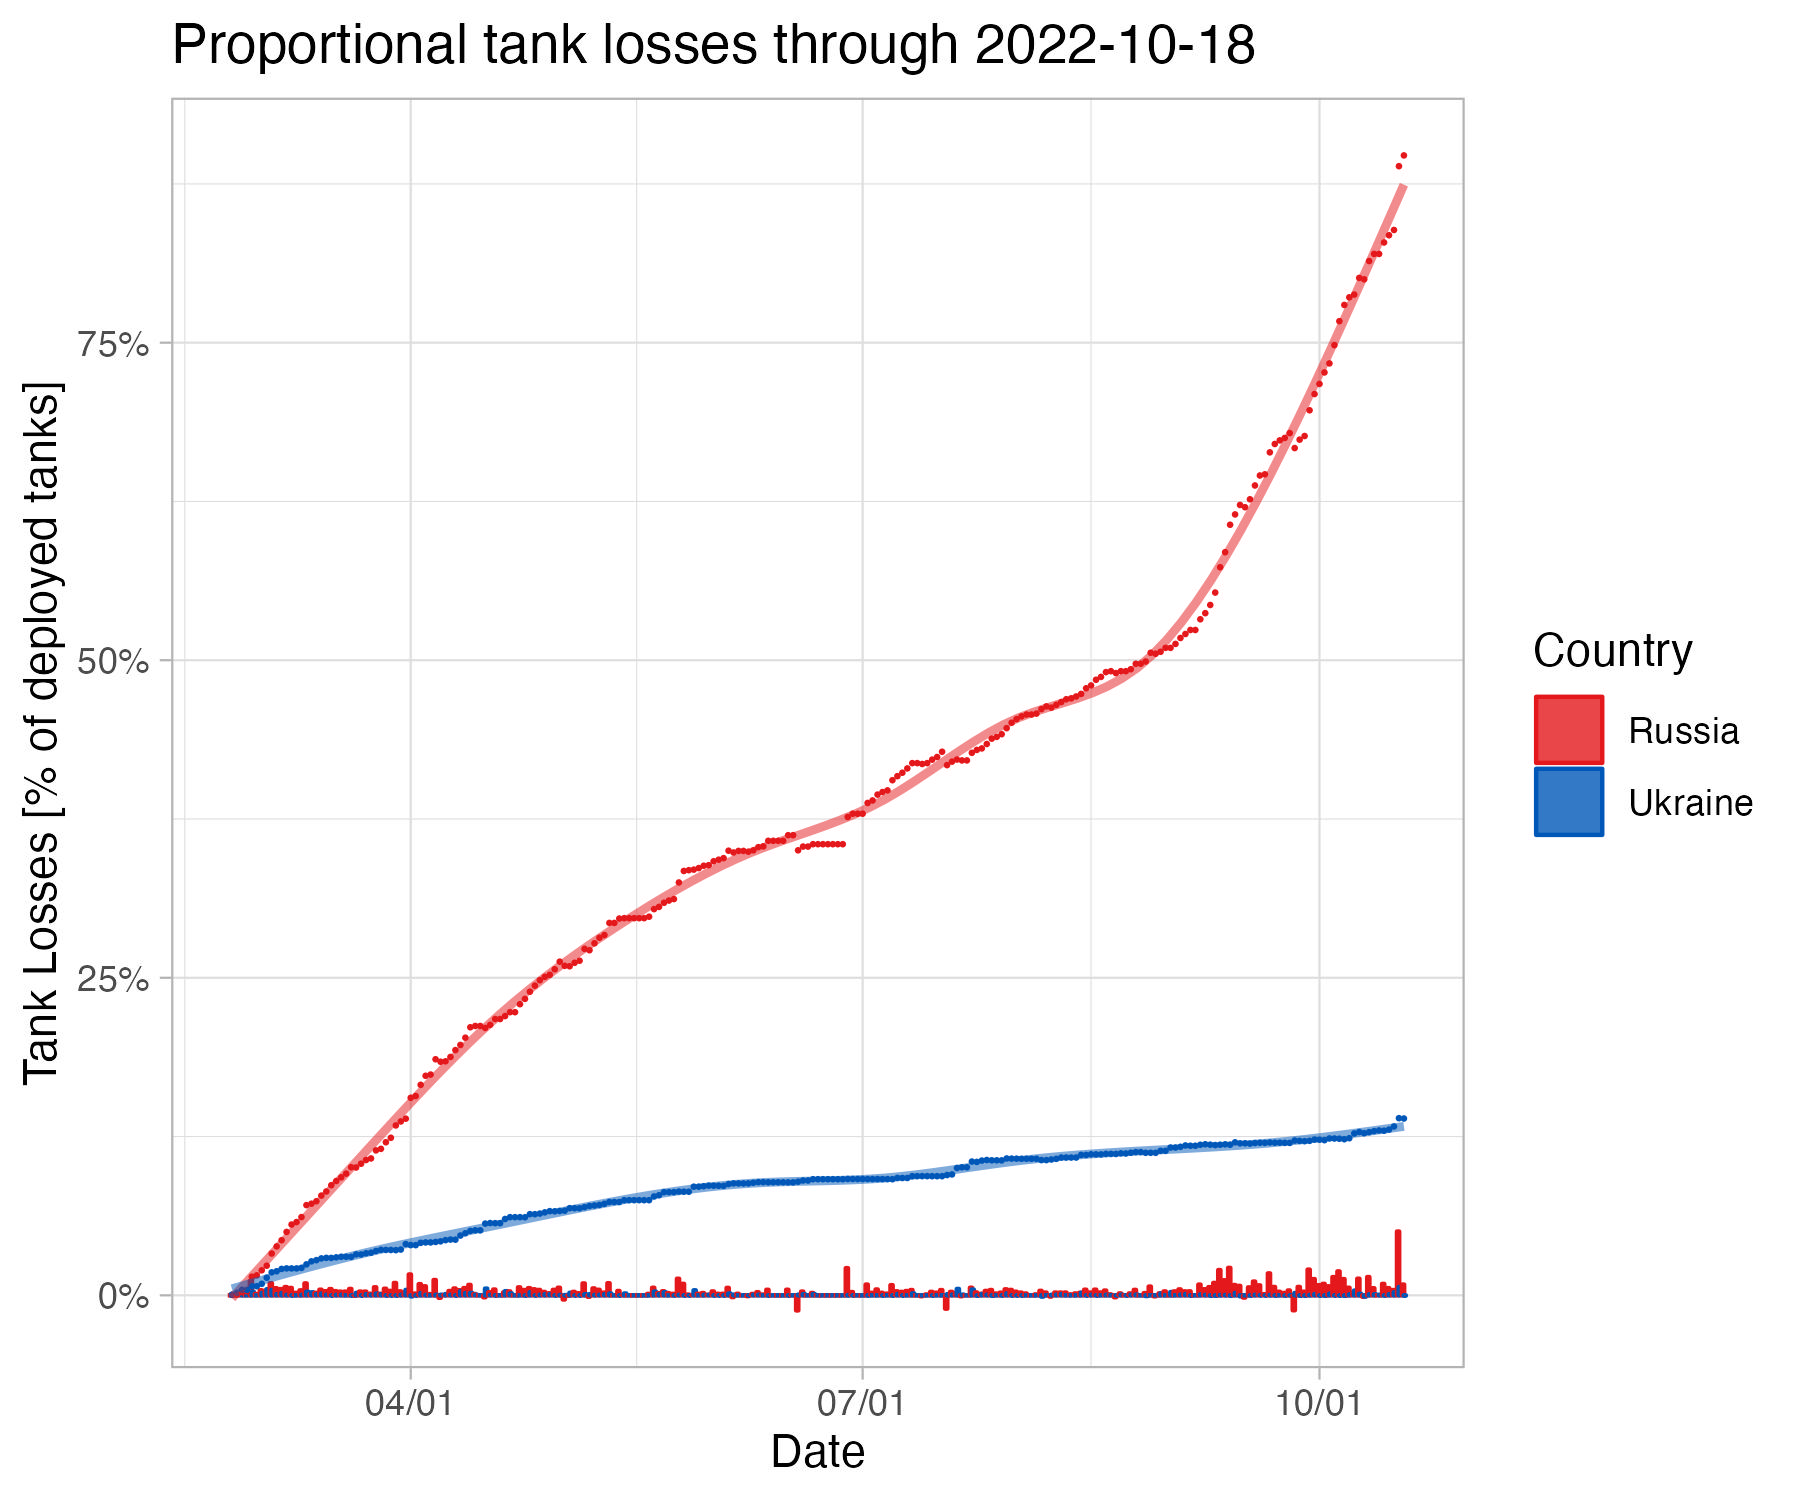 Proportional tank losses through 2022-10-18
Tank Losses [% of deployed tanks]
75%
50%
25%
0%
04/01
07/01
10/01
Date
Country
Russia
Ukraine